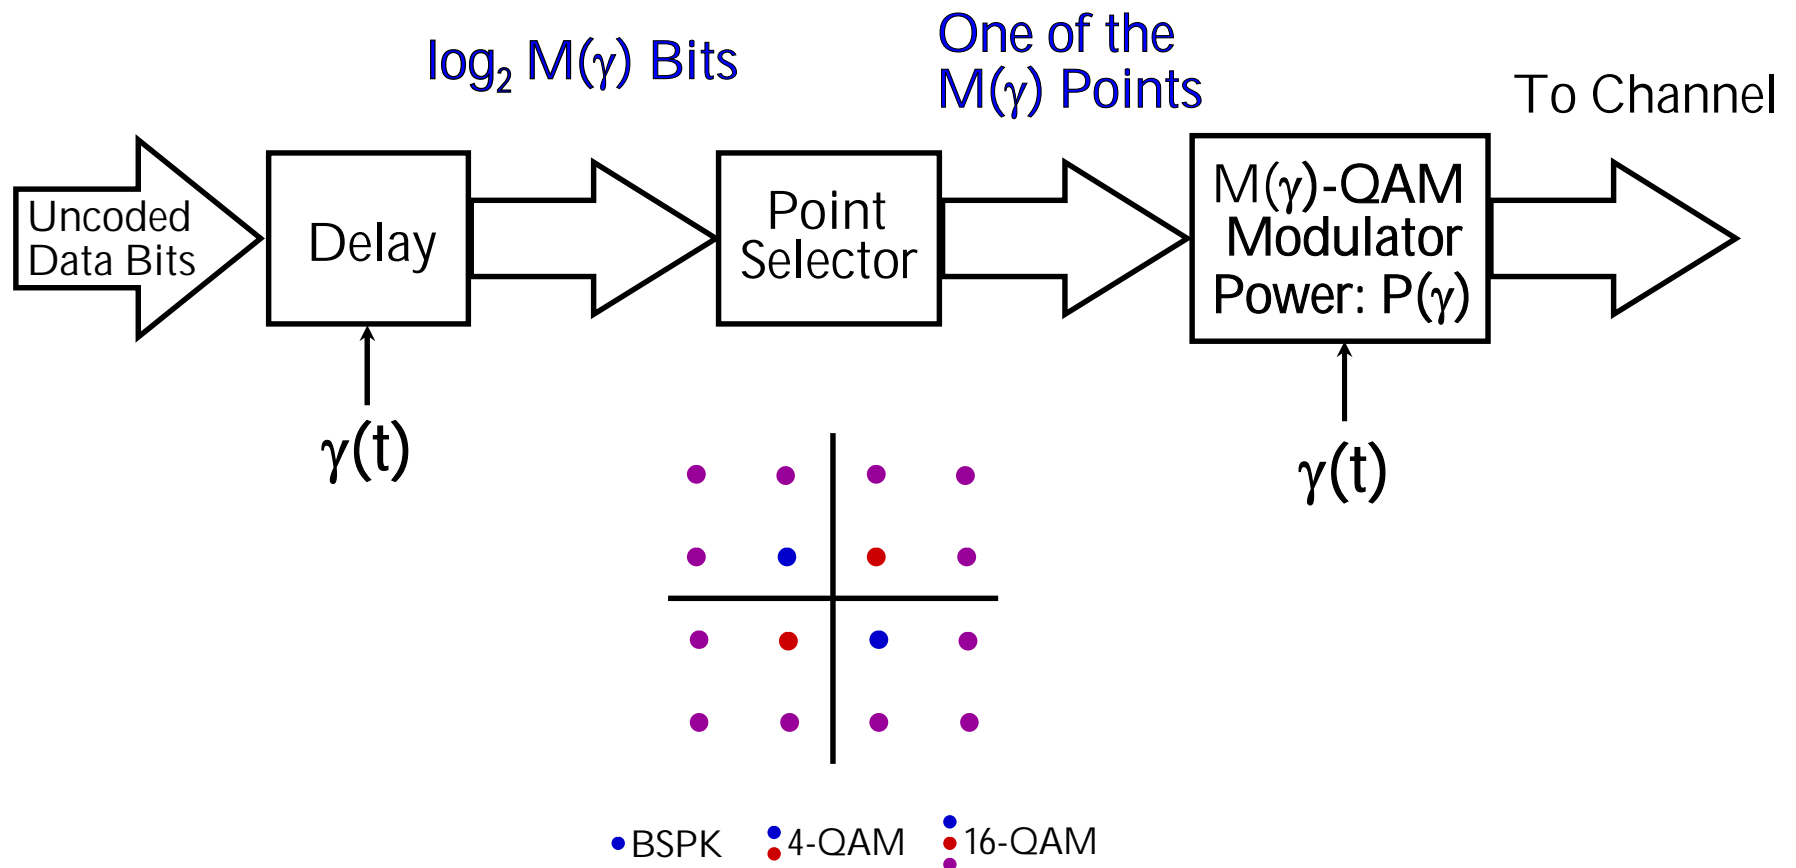 log₂ M(γ) Bits
One of the
M(γ) Points
To Channel
Uncoded
Data Bits
Delay
Point
Selector
M(γ)-QAM
Modulator
Power: P(γ)
γ(t)
γ(t)
BSPK
4-QAM
16-QAM